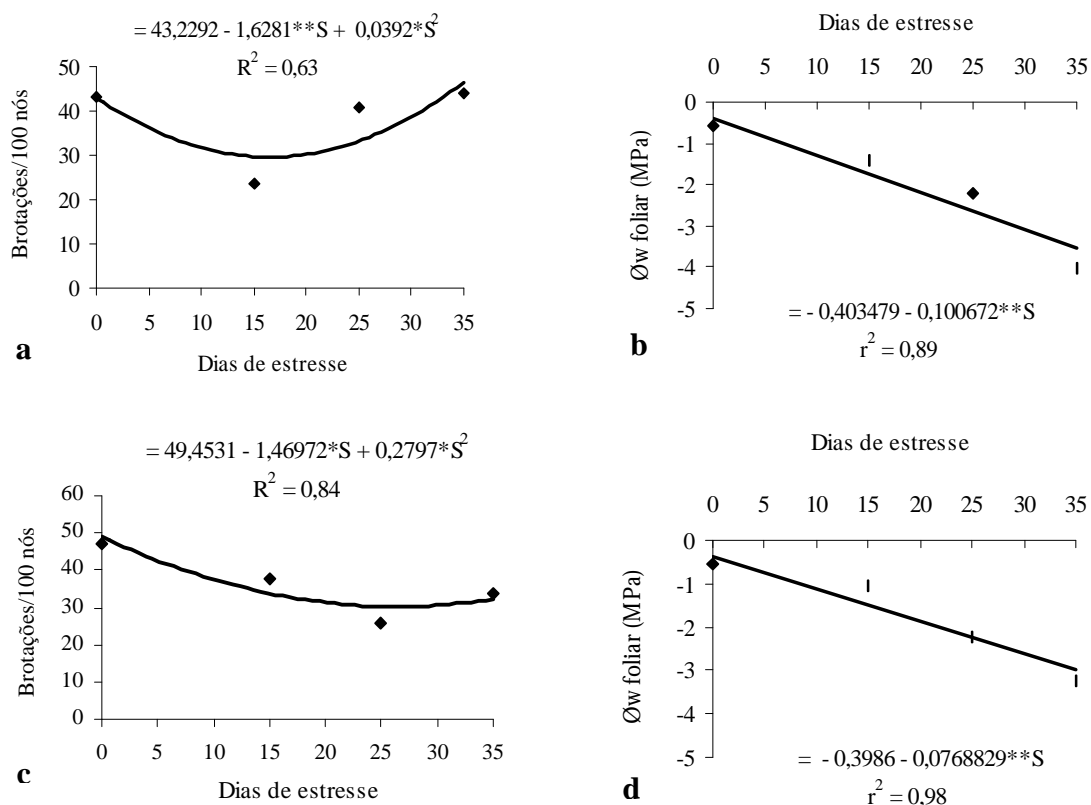 = 43,2292 - 1,6281**S + 0,0392*S²
R² = 0,63
50
40
30
20
10
0
Brotações/100 nós
0 5 10 15 20 25 30 35
Dias de estresse
a
Dias de estresse
0 5 10 15 20 25 30 35
0
-1
-2
-3
-4
-5
Øw foliar (MPa)
= - 0,403479 - 0,100672**S
r² = 0,89
b
= 49,4531 - 1,46972*S + 0,2797*S²
R² = 0,84
60
50
40
30
20
10
0
Brotações/100 nós
0 5 10 15 20 25 30 35
Dias de estresse
c
Dias de estresse
0 5 10 15 20 25 30 35
0
-1
-2
-3
-4
-5
Øw foliar (MPa)
= - 0,3986 - 0,0768829**S
r² = 0,98
d